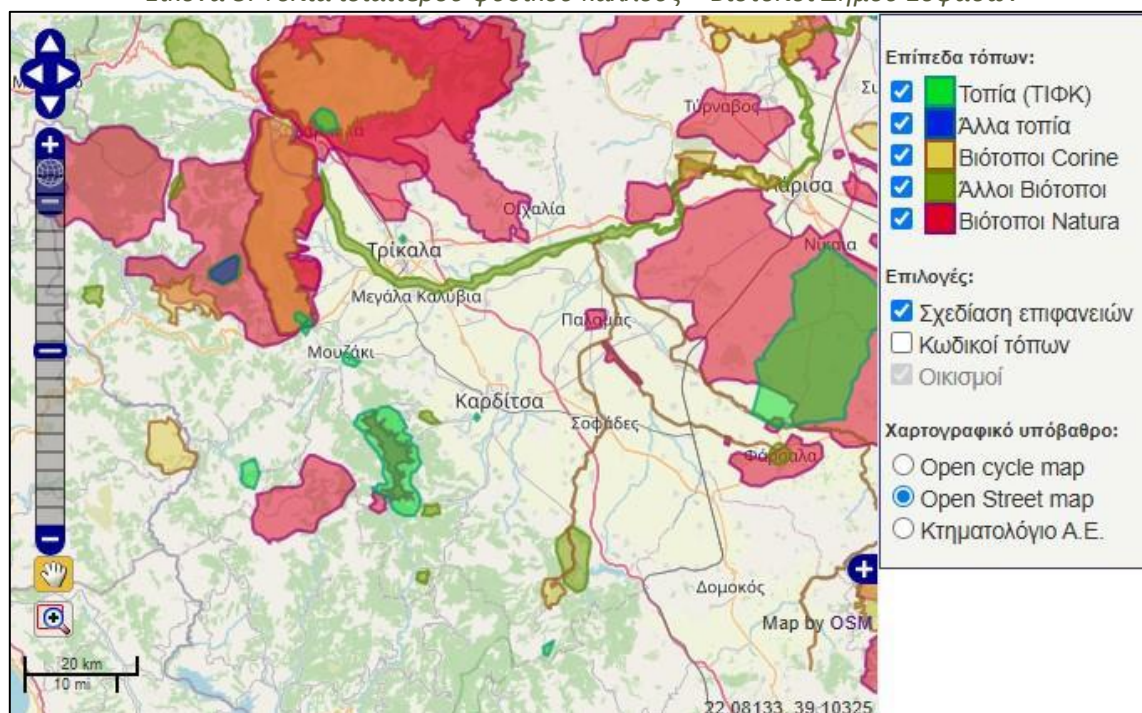 Επίπεδα τόπων:
Τοπία (ΤΙΦΚ)
Άλλα τοπία
Βιότοποι Corine
Άλλοι Βιότοποι
Βιότοποι Natura
Επιλογές:
Σχεδίαση επιφανειών
Κωδικοί τόπων
Οικισμοί
Χαρτογραφικό υπόβαθρο:
Open cycle map
Open Street map
Κτηματολόγιο Α.Ε.
Τύρναβος
Οιχαλία
Νίκαια
Τρίκαλα
Μεγάλα Καλύβια
Παλαμάς
Μουζάκι
Καρδίτσα
Σοφάδες
Φάρσαλα
Δομοκός
Map by OSM
20 km
10 mi
22.08133, 39.10325